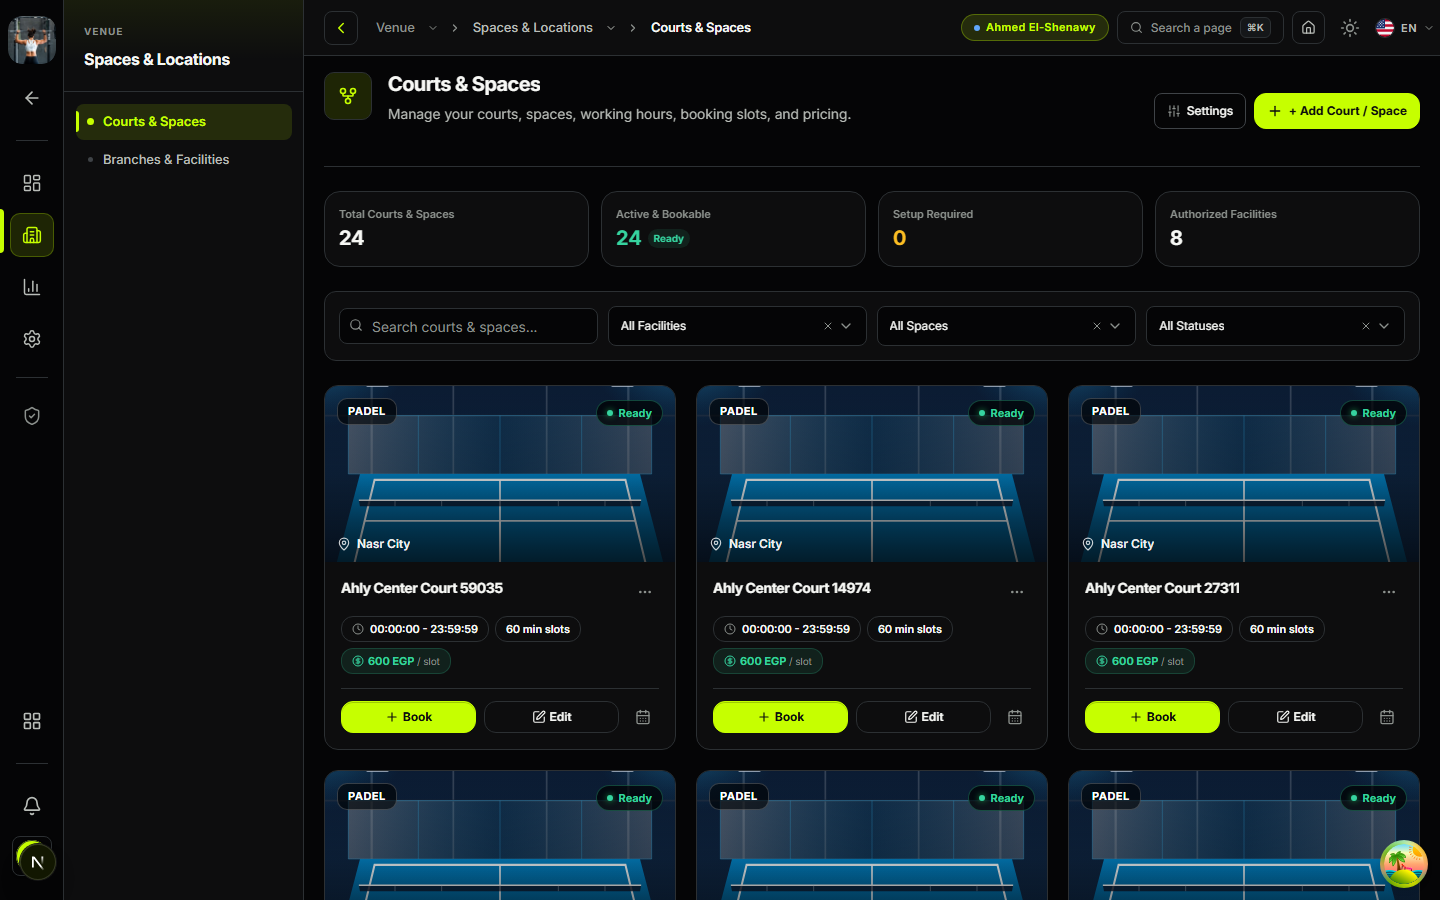 VENUE
Spaces & Locations
Courts & Spaces
Branches & Facilities
Venue
Spaces & Locations
Courts & Spaces
Ahmed El-Shenawy
Search a page
⌘K
EN
Courts & Spaces
Manage your courts, spaces, working hours, booking slots, and pricing.
Settings
+ Add Court / Space
Total Courts & Spaces
24
Active & Bookable
24 Ready
Setup Required
0
Authorized Facilities
8
Search courts & spaces...
All Facilities
All Spaces
All Statuses
PADEL
Ready
Nasr City
Ahly Center Court 59035
00:00:00 - 23:59:59
60 min slots
600 EGP / slot
Book
Edit
PADEL
Ready
Nasr City
Ahly Center Court 14974
00:00:00 - 23:59:59
60 min slots
600 EGP / slot
Book
Edit
PADEL
Ready
Nasr City
Ahly Center Court 27311
00:00:00 - 23:59:59
60 min slots
600 EGP / slot
Book
Edit
PADEL
Ready
PADEL
Ready
PADEL
Ready
N